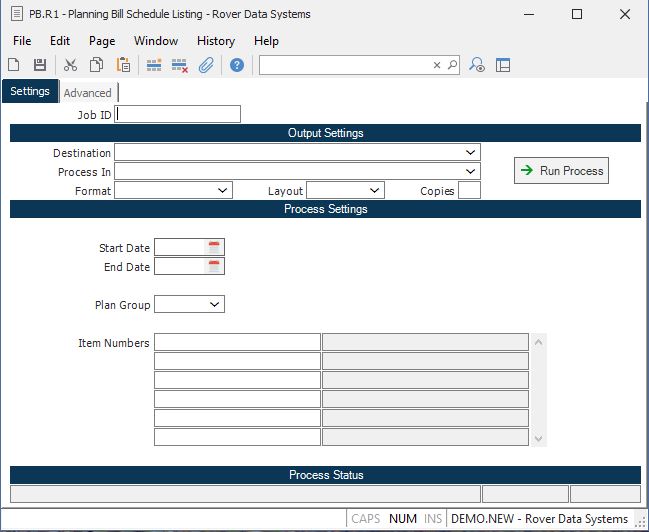 PB.R1 - Planning Bill Schedule Listing - Rover Data Systems
File Edit Page Window History Help
Settings Advanced
Job ID
Output Settings
Destination
Process In
Run Process
Format Layout Copies
Process Settings
Start Date
End Date
Plan Group
Item Numbers
Process Status
CAPS NUM INS DEMO.NEW - Rover Data Systems